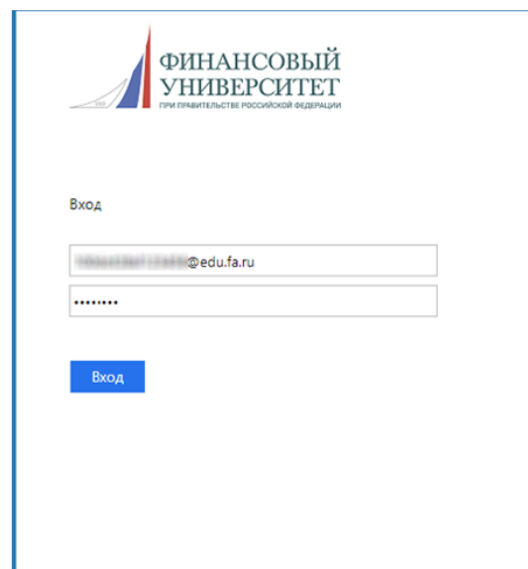 ФИНАНСОВЫЙ
УНИВЕРСИТЕТ
ПРИ ПРАВИТЕЛЬСТВЕ РОССИЙСКОЙ ФЕДЕРАЦИИ
Вход
@edu.fa.ru
••••••••
Вход